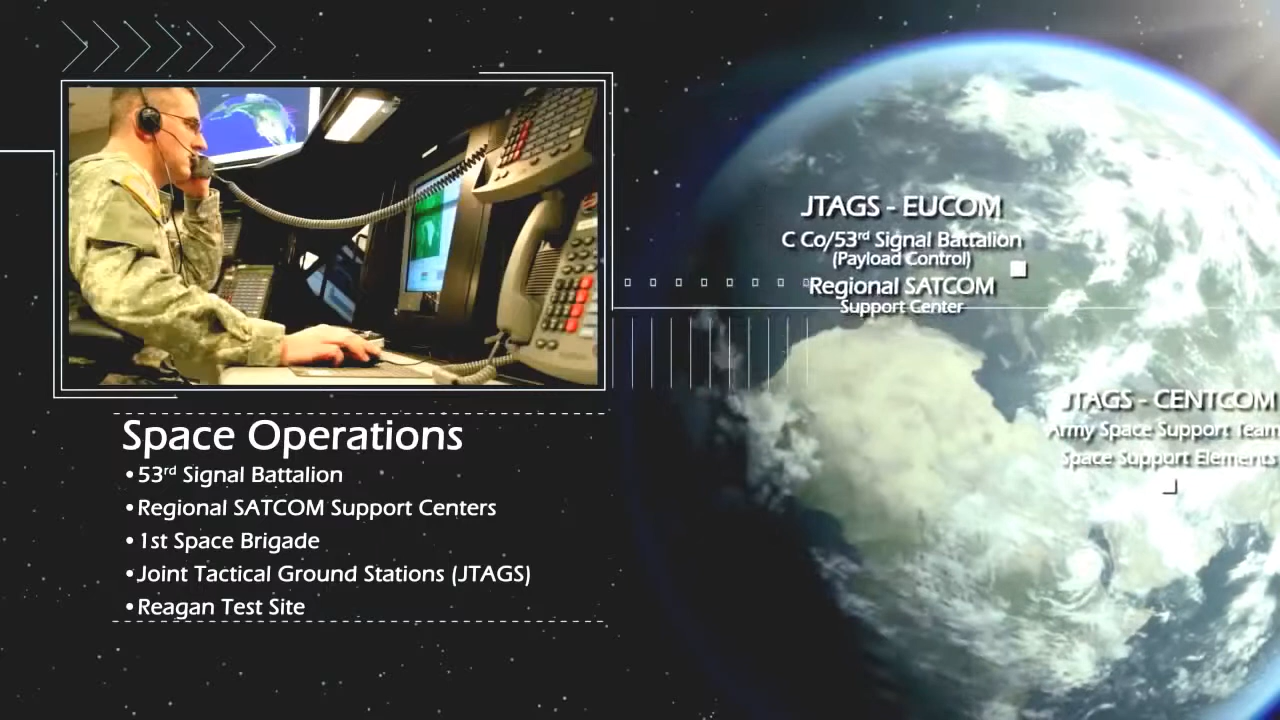 Space Operations
•53rd Signal Battalion
•Regional SATCOM Support Centers
•1st Space Brigade
•Joint Tactical Ground Stations (JTAGS)
•Reagan Test Site
JTAGS - EUCOM
C Co/53rd Signal Battalion
(Payload Control)
Regional SATCOM
Support Center
JTAGS - CENTCOM
Army Space Support Team
Space Support Elements